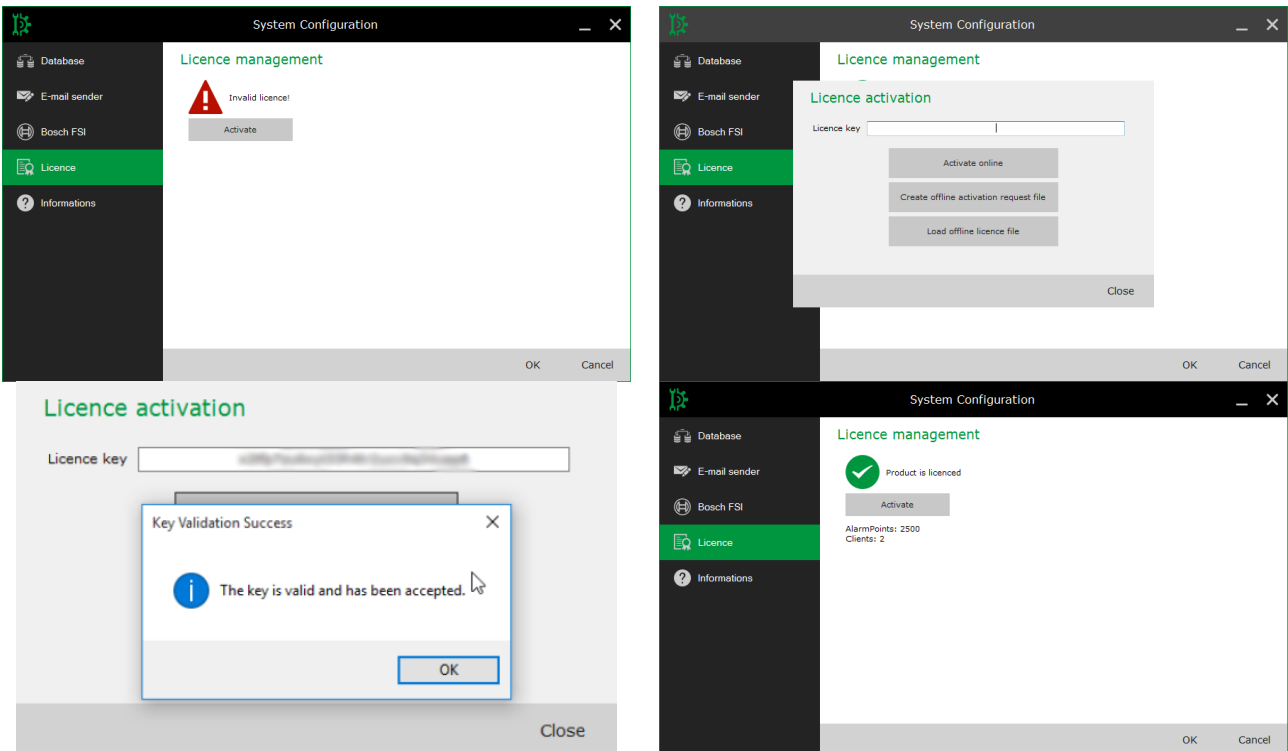 System Configuration
Database
E-mail sender
Bosch FSI
Licence
Informations
Licence management
Invalid licence!
Activate
OK Cancel
System Configuration
Database
E-mail sender
Bosch FSI
Licence
Informations
Licence management
Licence activation
Licence key
Activate online
Create offline activation request file
Load offline licence file
Close
OK Cancel
Licence activation
Licence key
Key Validation Success
The key is valid and has been accepted.
OK
Close
System Configuration
Database
E-mail sender
Bosch FSI
Licence
Informations
Licence management
Product is licenced
Activate
AlarmPoints: 2500
Clients: 2
OK Cancel